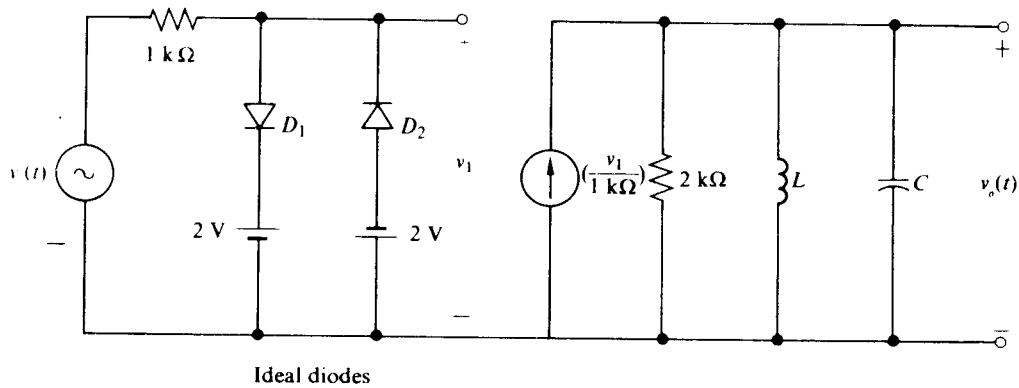 1 kΩ
D₁
D₂
2 V
2 V
v₁
(v₁/1 kΩ)
2 kΩ
L
C
+
vₒ(t)
(t)
~
Ideal diodes